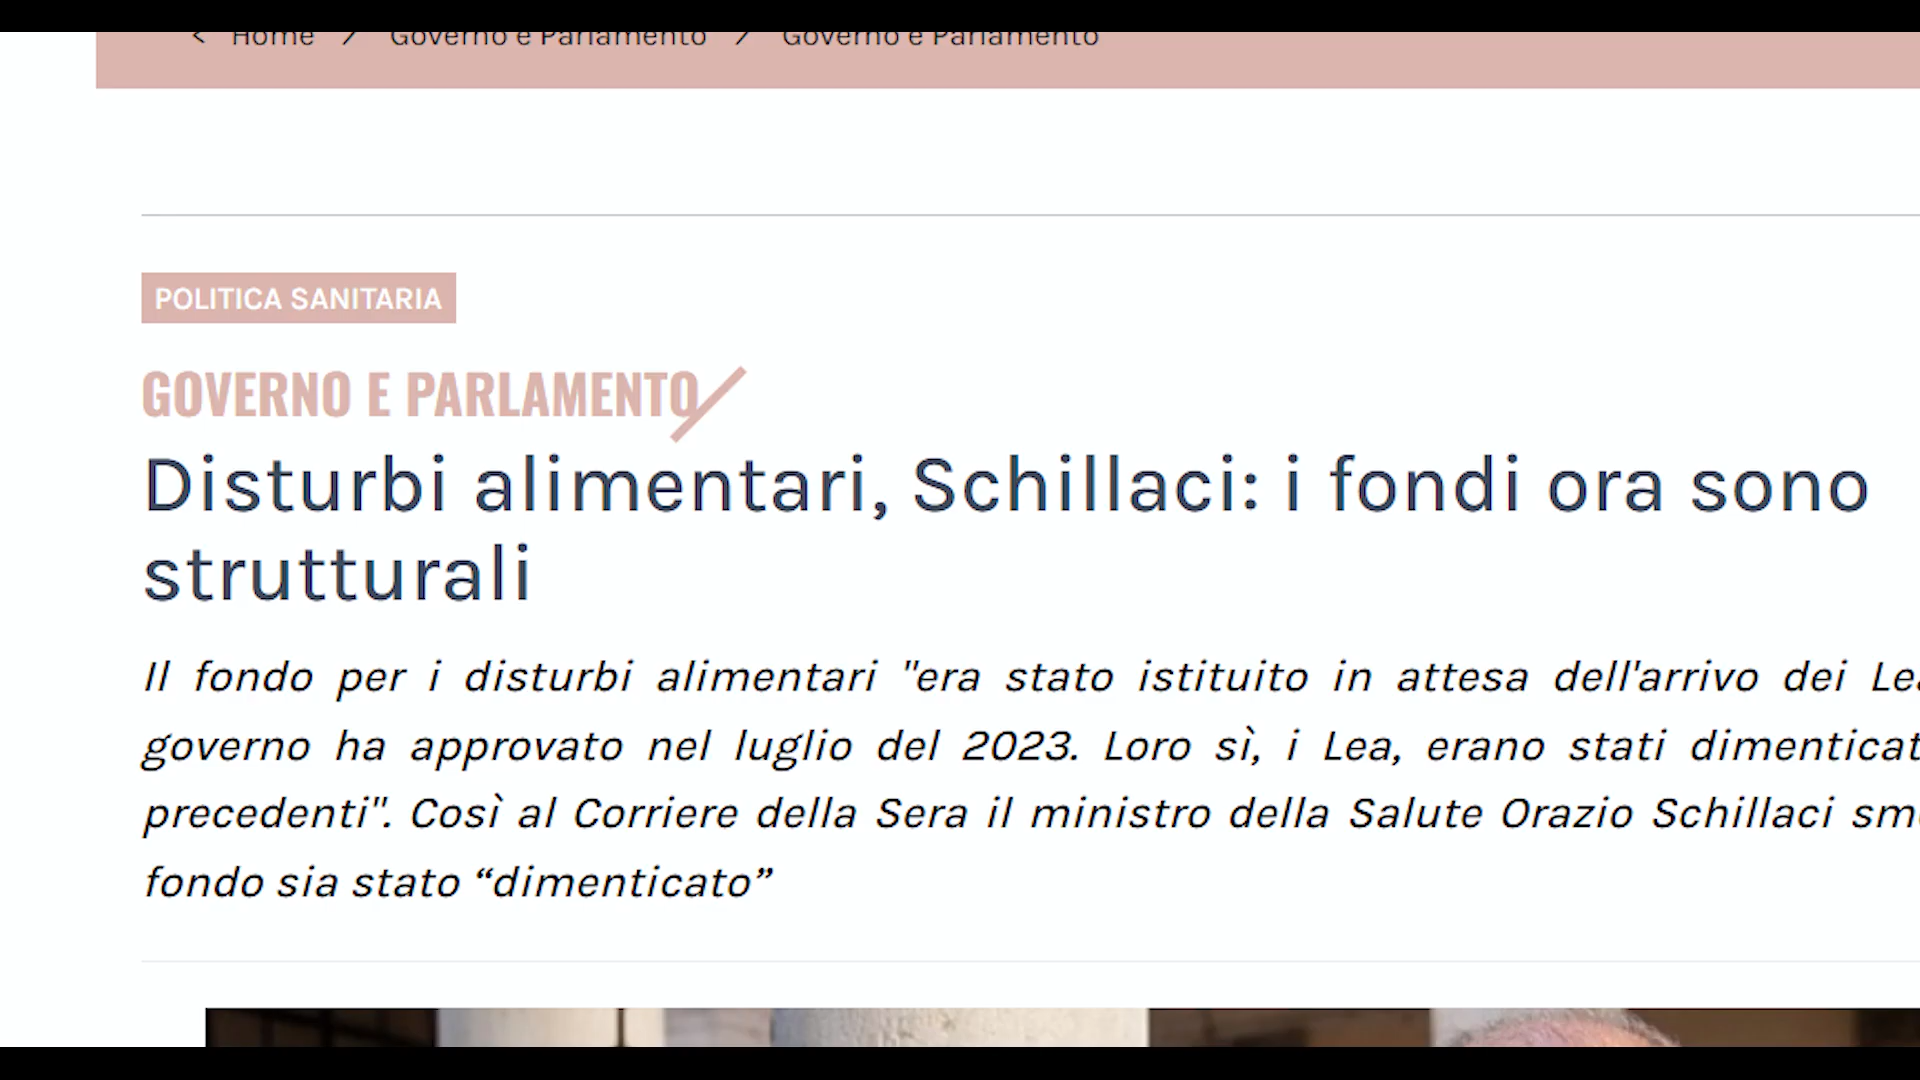 < Home / Governo e Parlamento / Governo e Parlamento
POLITICA SANITARIA
GOVERNO E PARLAMENTO
Disturbi alimentari, Schillaci: i fondi ora sono
strutturali
Il fondo per i disturbi alimentari "era stato istituito in attesa dell'arrivo dei
governo ha approvato nel luglio del 2023. Loro sì, i Lea, erano stati
precedenti". Così al Corriere della Sera il ministro della Salute Orazio Schillaci
fondo sia stato “dimenticato”